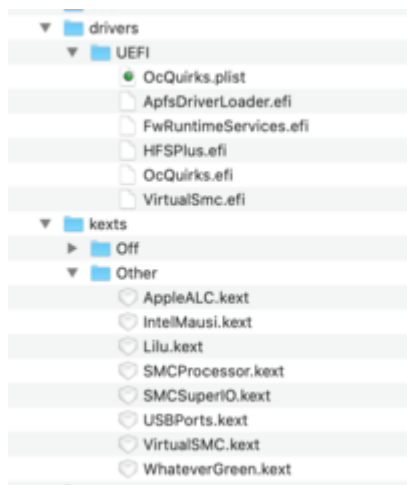 drivers
UEFI
OcQuirks.plist
ApfsDriverLoader.efi
FwRuntimeServices.efi
HFSPlus.efi
OcQuirks.efi
VirtualSmc.efi
kexts
Off
Other
AppleALC.kext
IntelMausi.kext
Lilu.kext
SMCProcessor.kext
SMCSuperIO.kext
USBPorts.kext
VirtualSMC.kext
WhateverGreen.kext